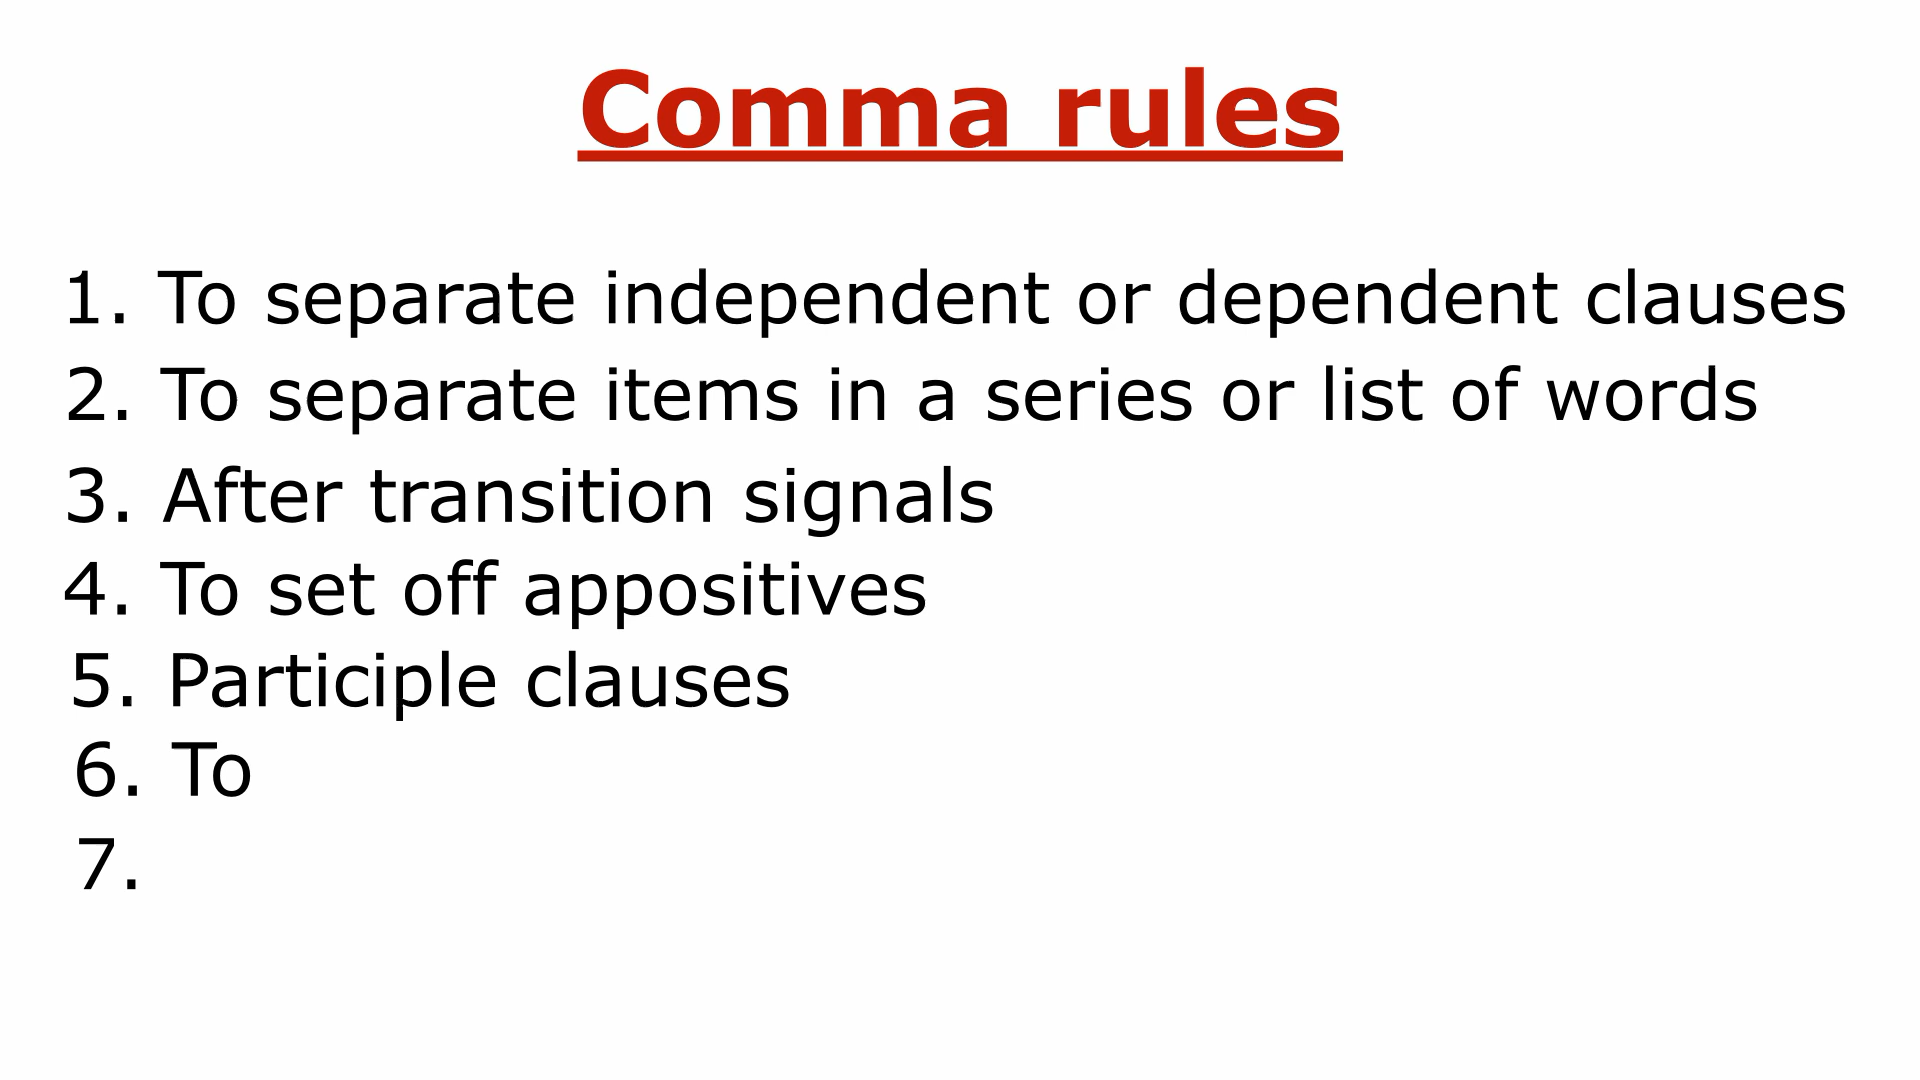 Comma rules
1. To separate independent or dependent clauses
2. To separate items in a series or list of words
3. After transition signals
4. To set off appositives
5. Participle clauses
6. To
7.